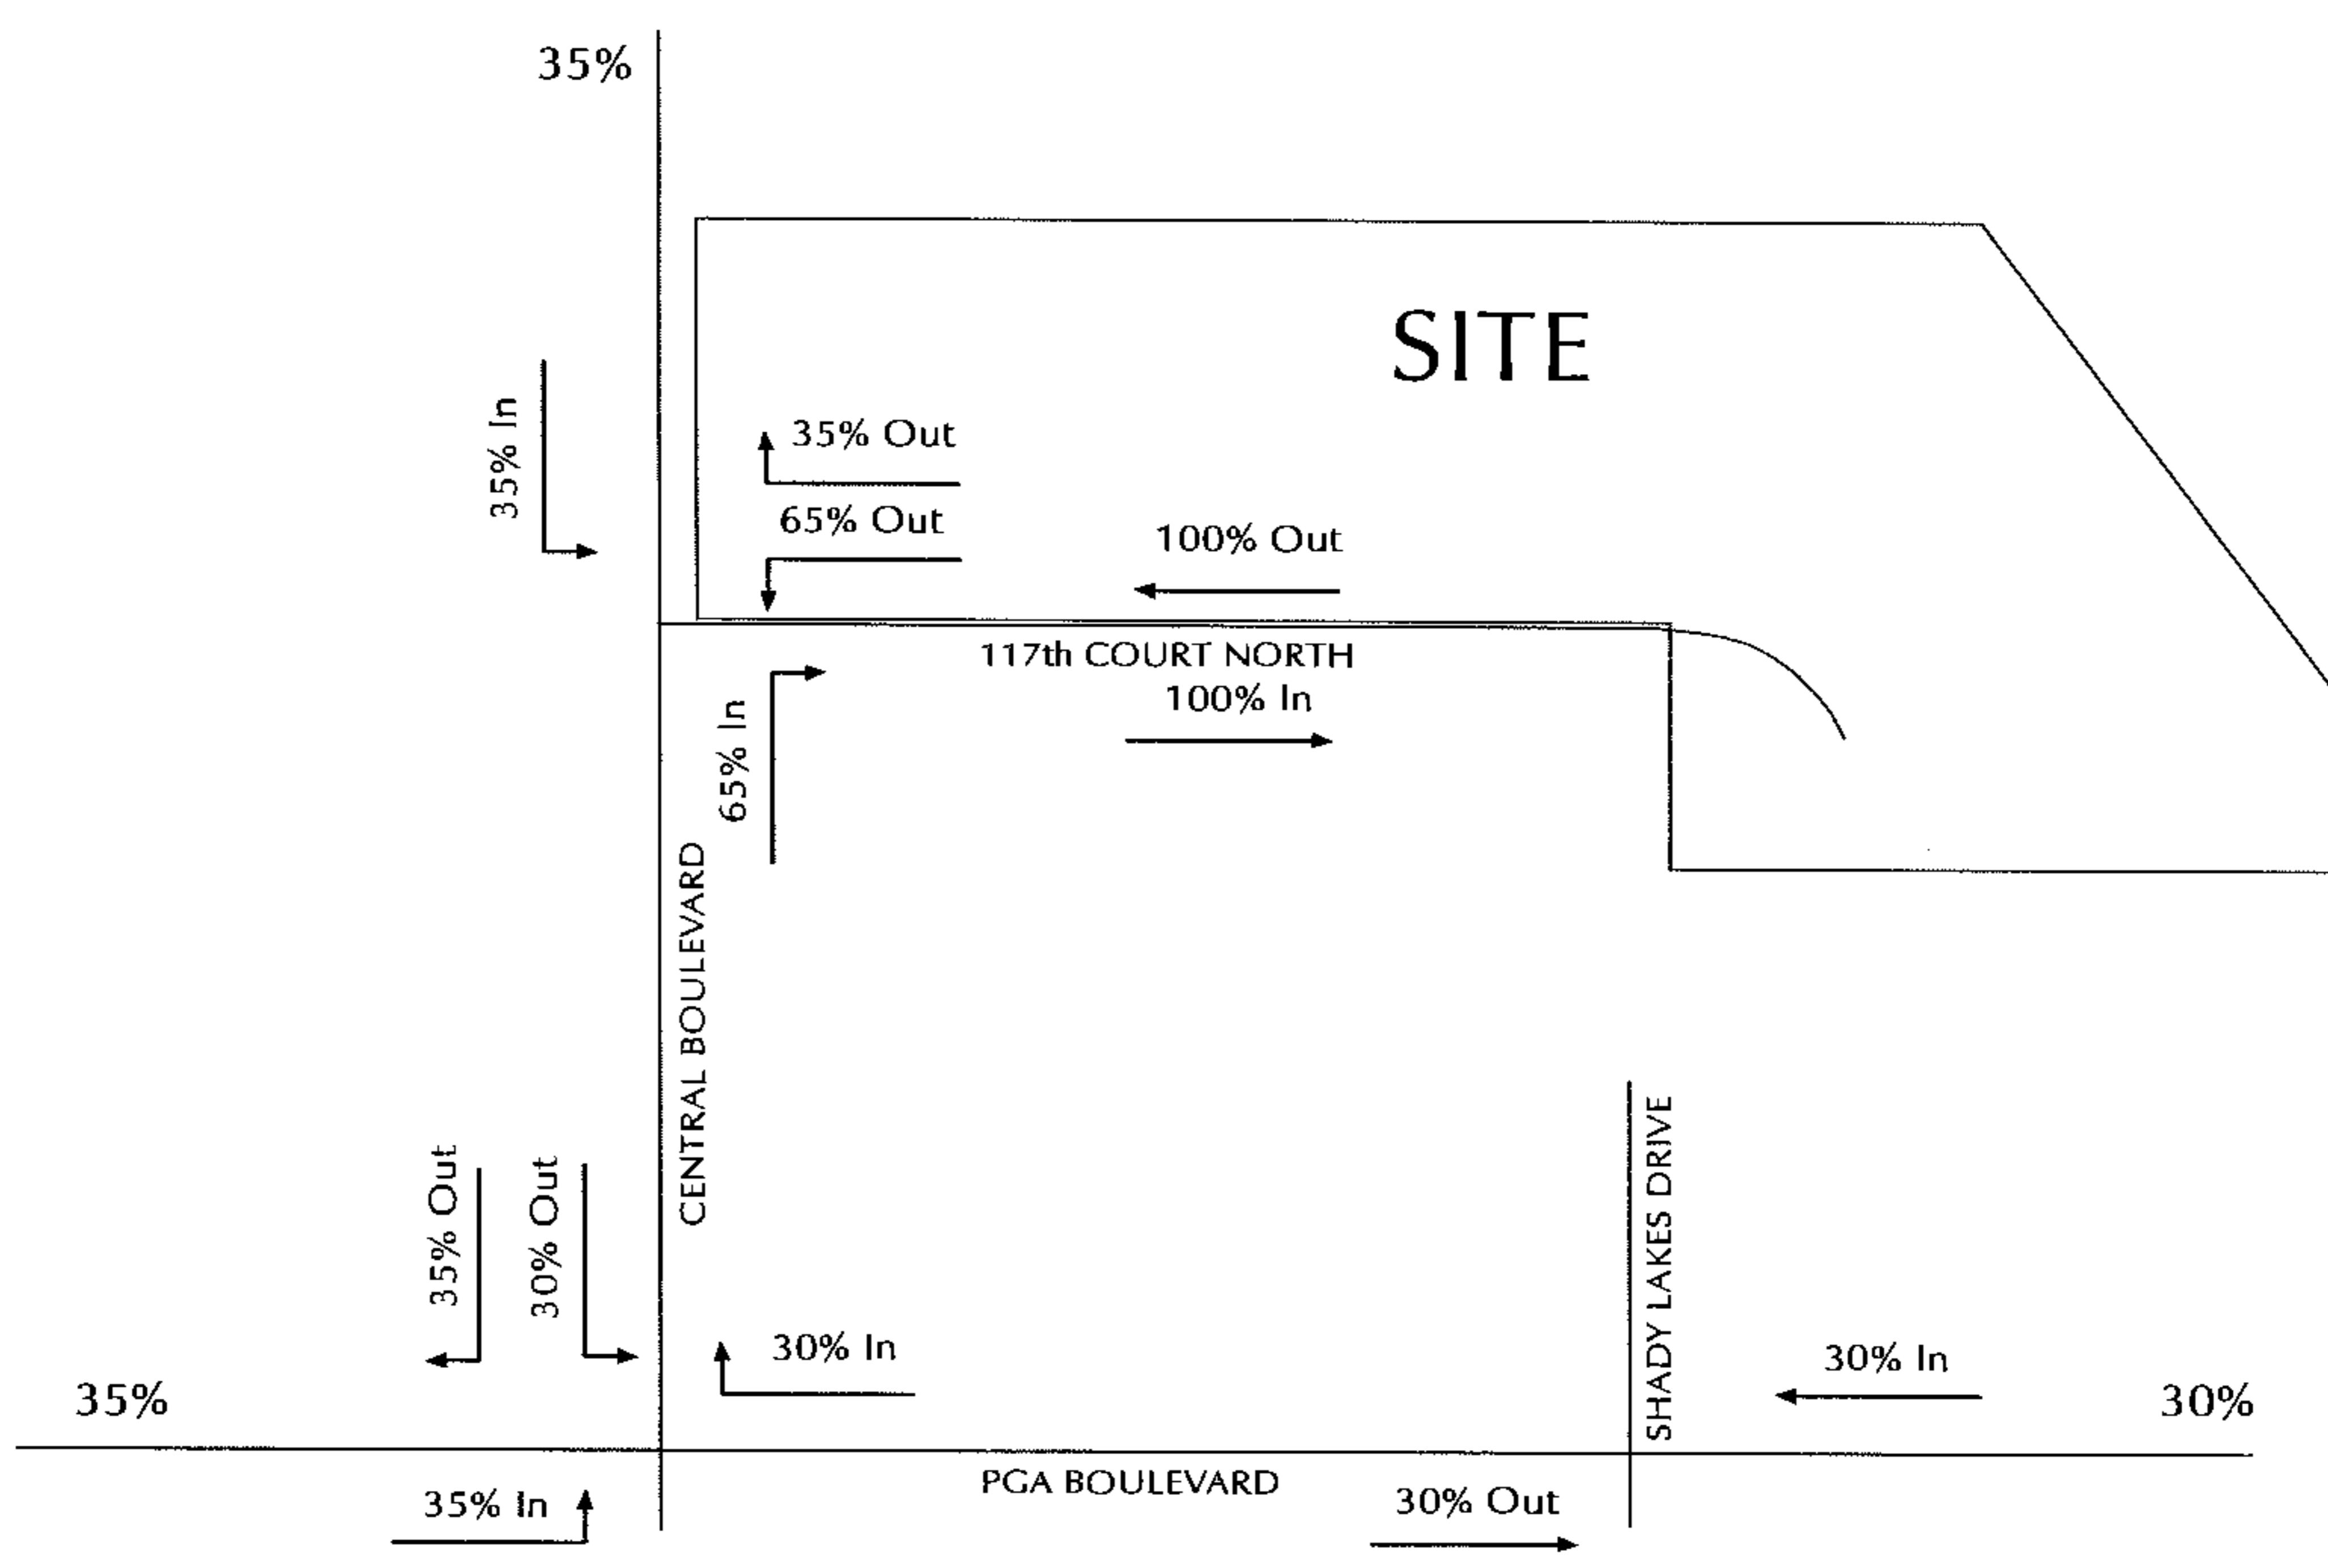 35%
SITE
35% In
35% Out
65% Out
100% Out
117th COURT NORTH
100% In
65% In
CENTRAL BOULEVARD
SHADY LAKES DRIVE
35% Out
30% Out
30% In
30% In
35%
30%
PGA BOULEVARD
35% In
30% Out